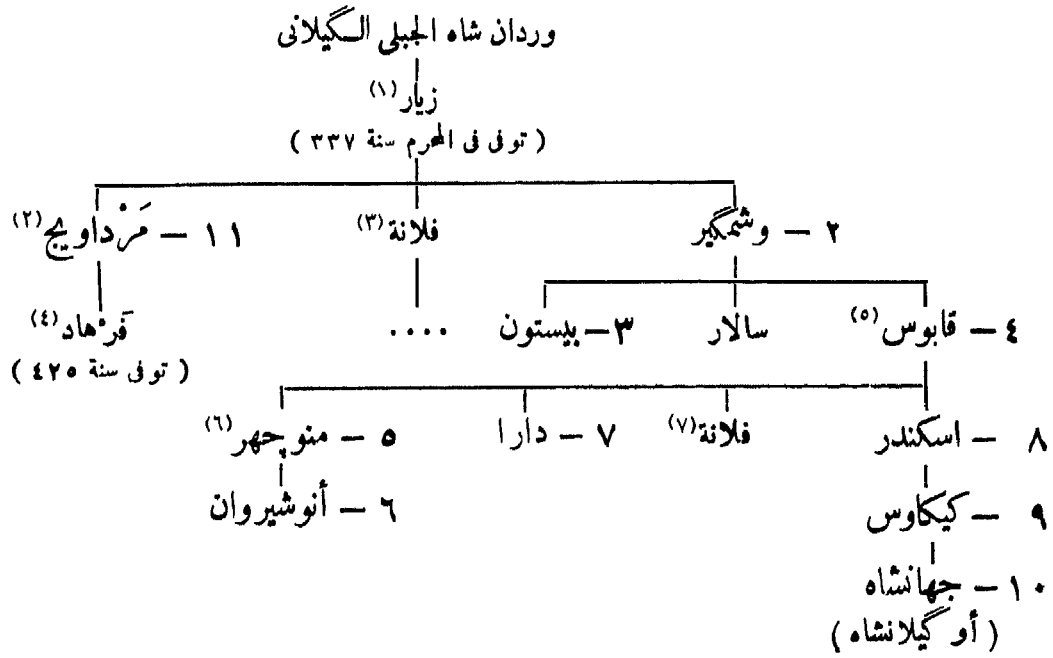 وردان شاه الجبلى الـگيلانى
زيار (١)
( توفى فى المحرم سنة ٣٣٧ )
٢ – وشمگير فلانة (٣) ١١ – مَرْداويج (٢)
٤ – قابوس (٥) سالار ٣ – بيستون .... فَرْهاد (٤)
( توفى سنة ٤٢٥ )
٨ – اسكندر فلانة (٧) ٧ – دارا ٥ – منوچهر (٦)
٩ – كيكاوس ٦ – أنوشيروان
١٠ – جهانشاه
( أو گيلانشاه )